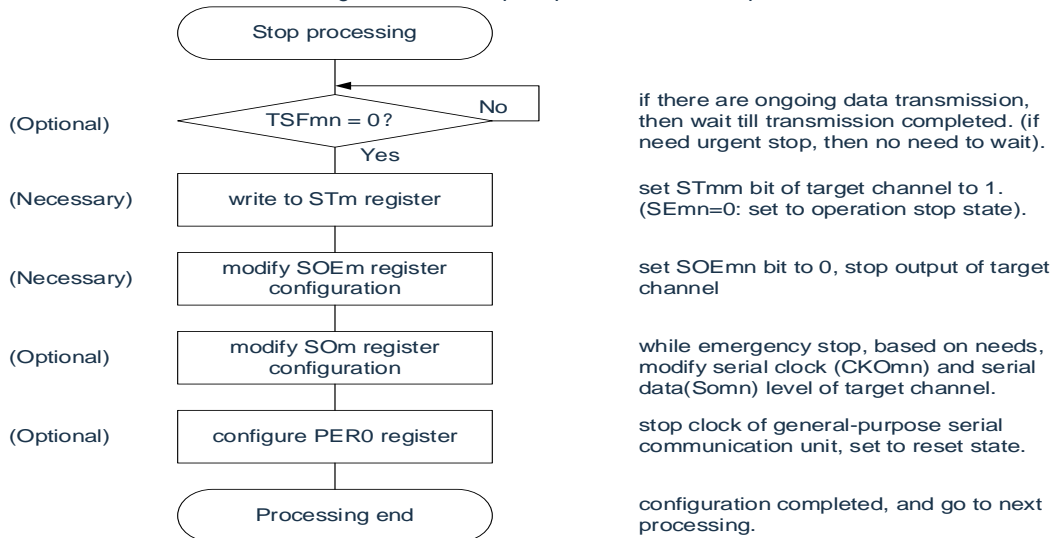 Stop processing
(Optional)
TSFmn = 0?
No
Yes
if there are ongoing data transmission,
then wait till transmission completed. (if
need urgent stop, then no need to wait).
(Necessary)
write to STm register
set STmm bit of target channel to 1.
(SEmn=0: set to operation stop state).
(Necessary)
modify SOEm register
configuration
set SOEmn bit to 0, stop output of target
channel
(Optional)
modify SOm register
configuration
while emergency stop, based on needs,
modify serial clock (CKOmn) and serial
data(Somn) level of target channel.
(Optional)
configure PER0 register
stop clock of general-purpose serial
communication unit, set to reset state.
Processing end
configuration completed, and go to next
processing.